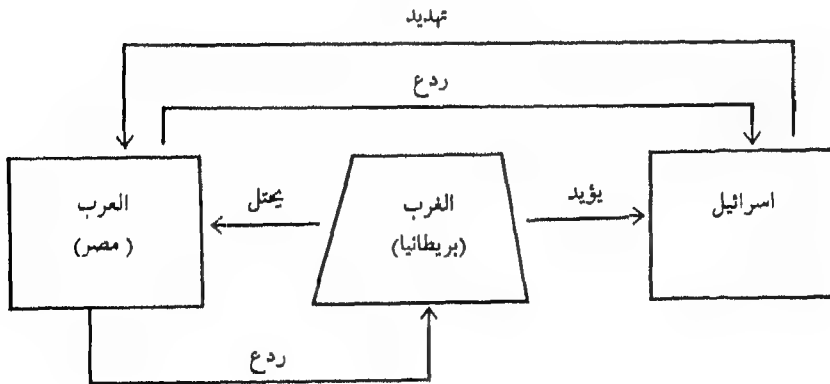 تهديد
ردع
اسرائيل
يؤيد
الغرب
(بريطانيا)
يحتل
العرب
(مصر)
ردع